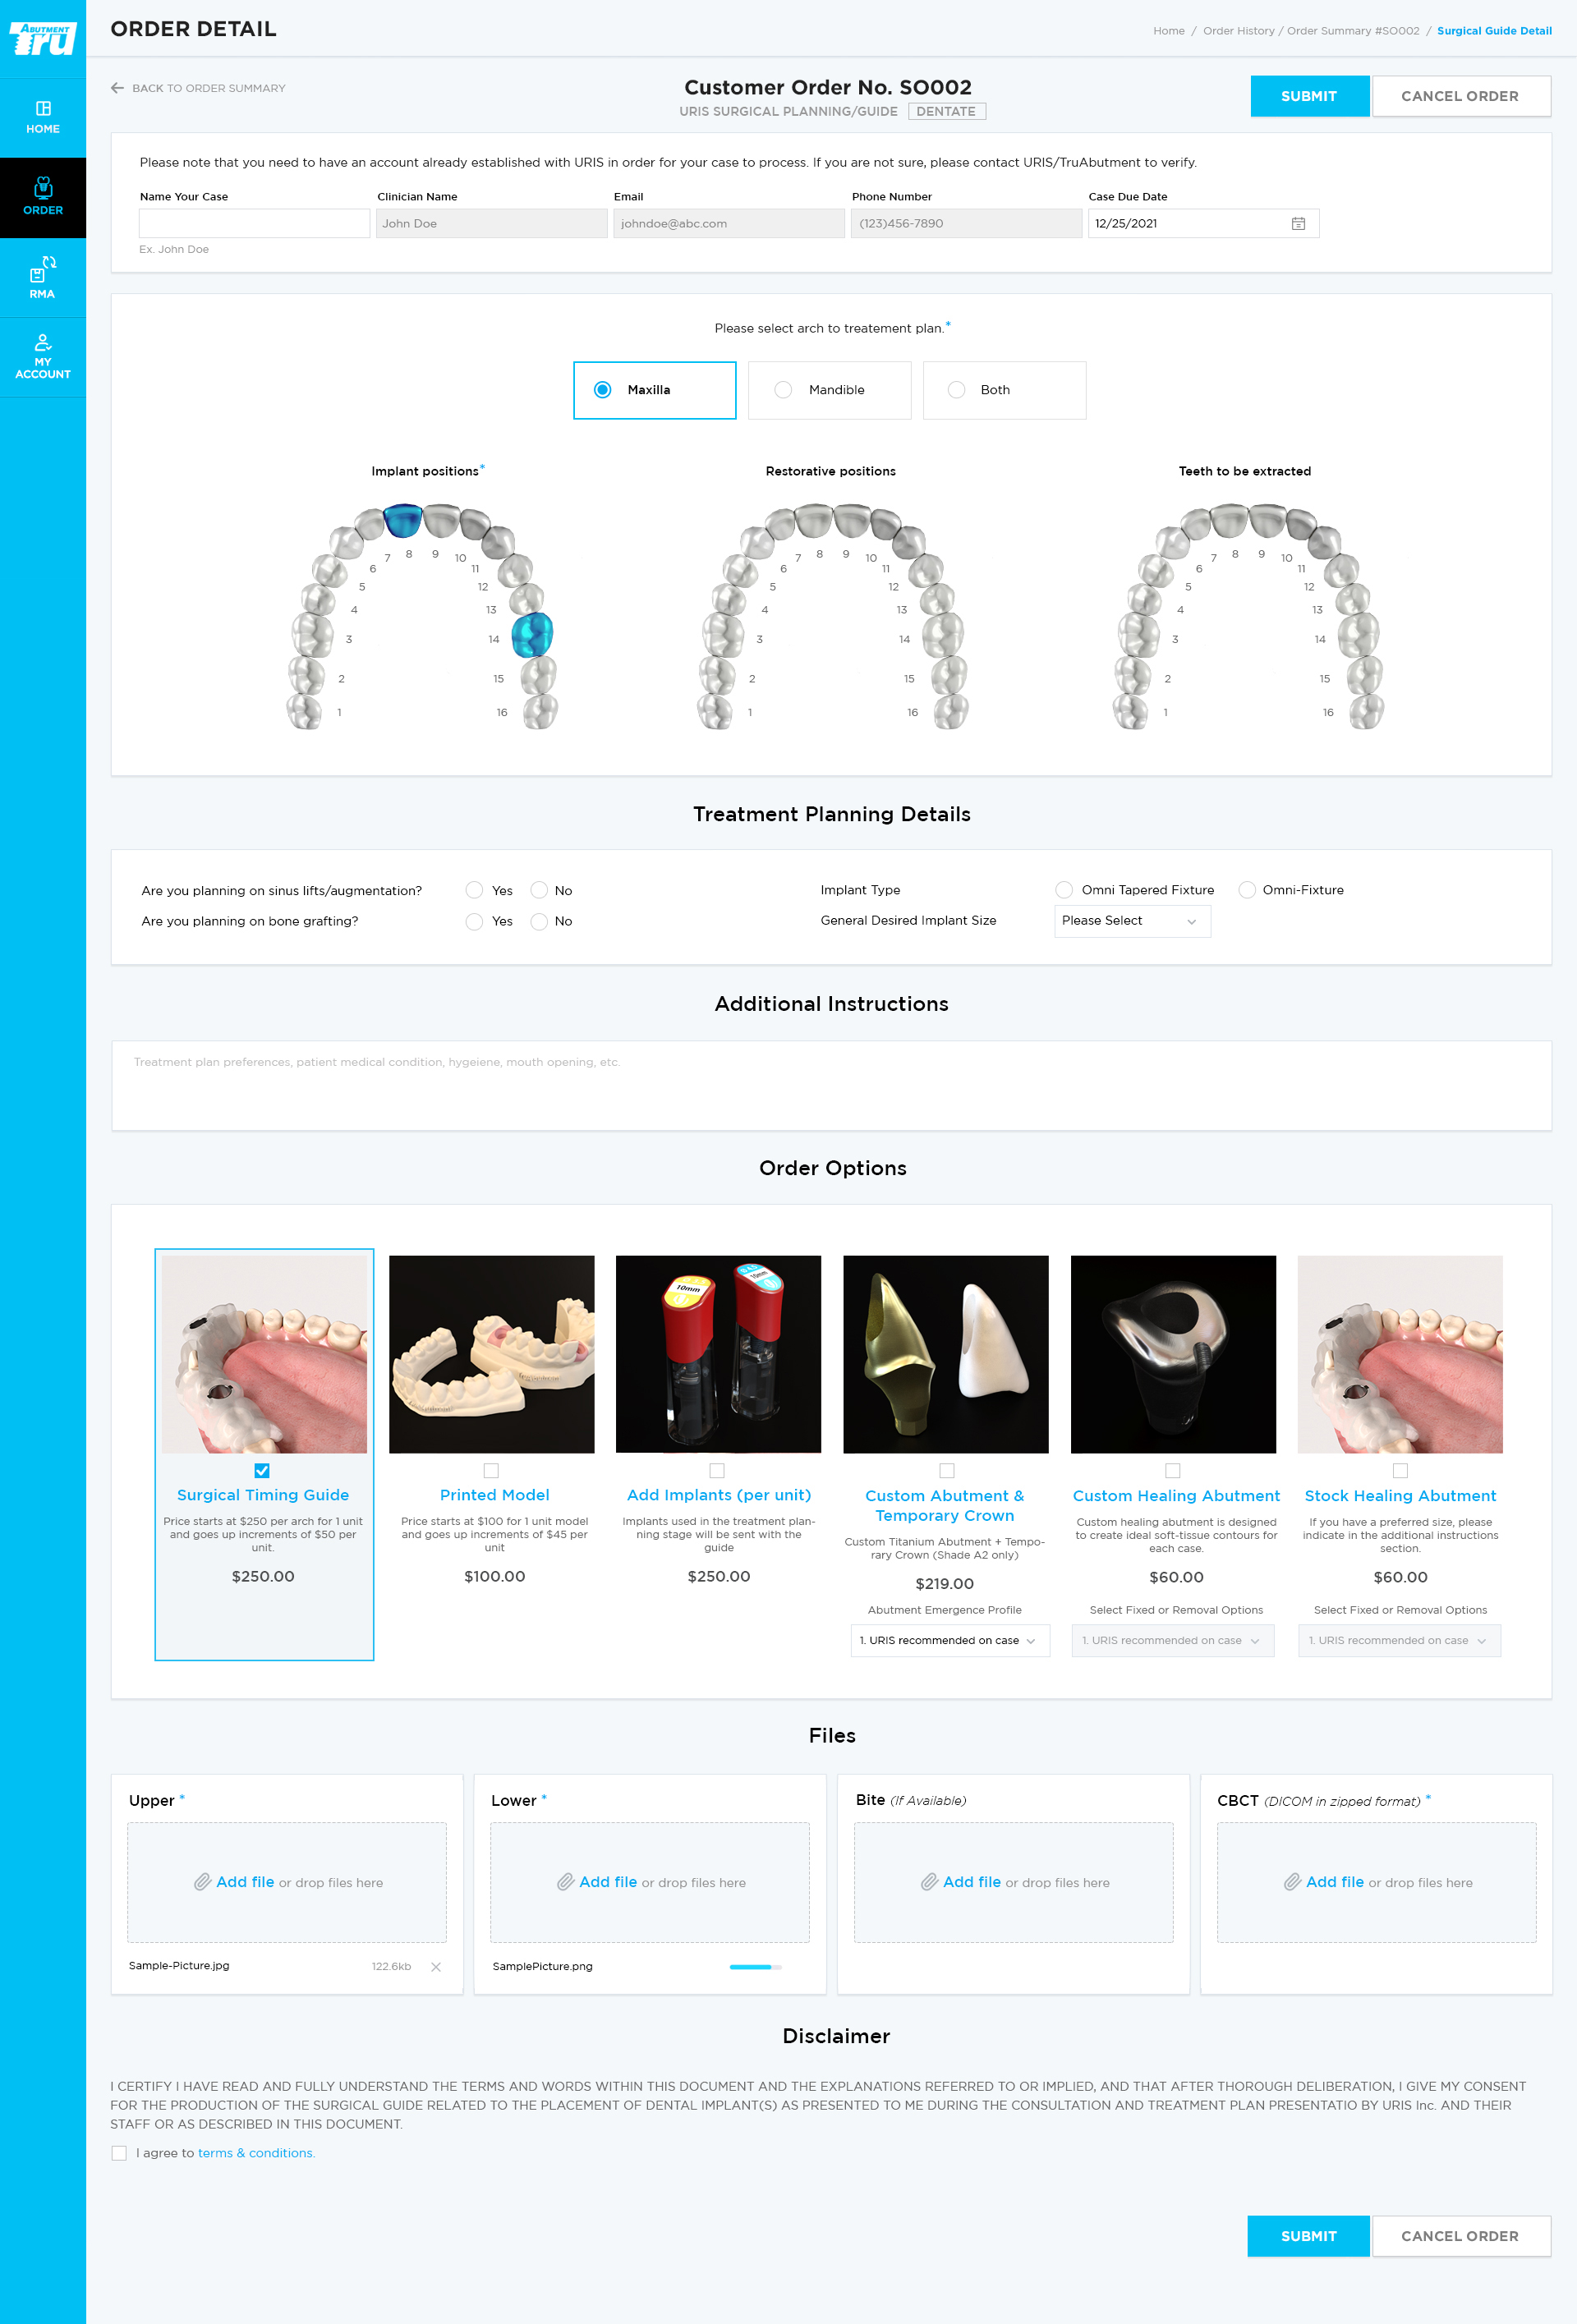 ABUTMENT
Tru
HOME
ORDER
RMA
MY
ACCOUNT
ORDER DETAIL
Home / Order History / Order Summary #SO002 / Surgical Guide Detail
BACK TO ORDER SUMMARY
Customer Order No. SO002
URIS SURGICAL PLANNING/GUIDE DENTATE
SUBMIT
CANCEL ORDER
Please note that you need to have an account already established with URIS in order for your case to process. If you are not sure, please contact URIS/TruAbutment to verify.
Name Your Case
Clinician Name
Email
Phone Number
Case Due Date
John Doe
johndoe@abc.com
(123)456-7890
12/25/2021
Ex. John Doe
Please select arch to treatement plan.*
Maxilla
Mandible
Both
Implant positions*
7 8 9 10
6 11
5 12
4 13
3 14
2 15
1 16
Restorative positions
7 8 9 10
6 11
5 12
4 13
3 14
2 15
1 16
Teeth to be extracted
7 8 9 10
6 11
5 12
4 13
3 14
2 15
1 16
Treatment Planning Details
Are you planning on sinus lifts/augmentation? Yes No
Are you planning on bone grafting? Yes No
Implant Type Omni Tapered Fixture Omni-Fixture
General Desired Implant Size Please Select
Additional Instructions
Treatment plan preferences, patient medical condition, hygeiene, mouth opening, etc.
Order Options
10mm
10mm
Surgical Timing Guide
Price starts at $250 per arch for 1 unit
and goes up increments of $50 per
unit.
$250.00
Printed Model
Price starts at $100 for 1 unit model
and goes up increments of $45 per
unit
$100.00
Add Implants (per unit)
Implants used in the treatment plan-
ning stage will be sent with the
guide
$250.00
Custom Abutment &
Temporary Crown
Custom Titanium Abutment + Tempo-
rary Crown (Shade A2 only)
$219.00
Abutment Emergence Profile
1. URIS recommended on case
Custom Healing Abutment
Custom healing abutment is designed
to create ideal soft-tissue contours for
each case.
$60.00
Select Fixed or Removal Options
1. URIS recommended on case
Stock Healing Abutment
If you have a preferred size, please
indicate in the additional instructions
section.
$60.00
Select Fixed or Removal Options
1. URIS recommended on case
Files
Upper *
Add file or drop files here
Sample-Picture.jpg 122.6kb
Lower *
Add file or drop files here
SamplePicture.png
Bite (If Available)
Add file or drop files here
CBCT (DICOM in zipped format) *
Add file or drop files here
Disclaimer
I CERTIFY I HAVE READ AND FULLY UNDERSTAND THE TERMS AND WORDS WITHIN THIS DOCUMENT AND THE EXPLANATIONS REFERRED TO OR IMPLIED, AND THAT AFTER THOROUGH DELIBERATION, I GIVE MY CONSENT
FOR THE PRODUCTION OF THE SURGICAL GUIDE RELATED TO THE PLACEMENT OF DENTAL IMPLANT(S) AS PRESENTED TO ME DURING THE CONSULTATION AND TREATMENT PLAN PRESENTATIO BY URIS Inc. AND THEIR
STAFF OR AS DESCRIBED IN THIS DOCUMENT.
I agree to terms & conditions.
SUBMIT
CANCEL ORDER